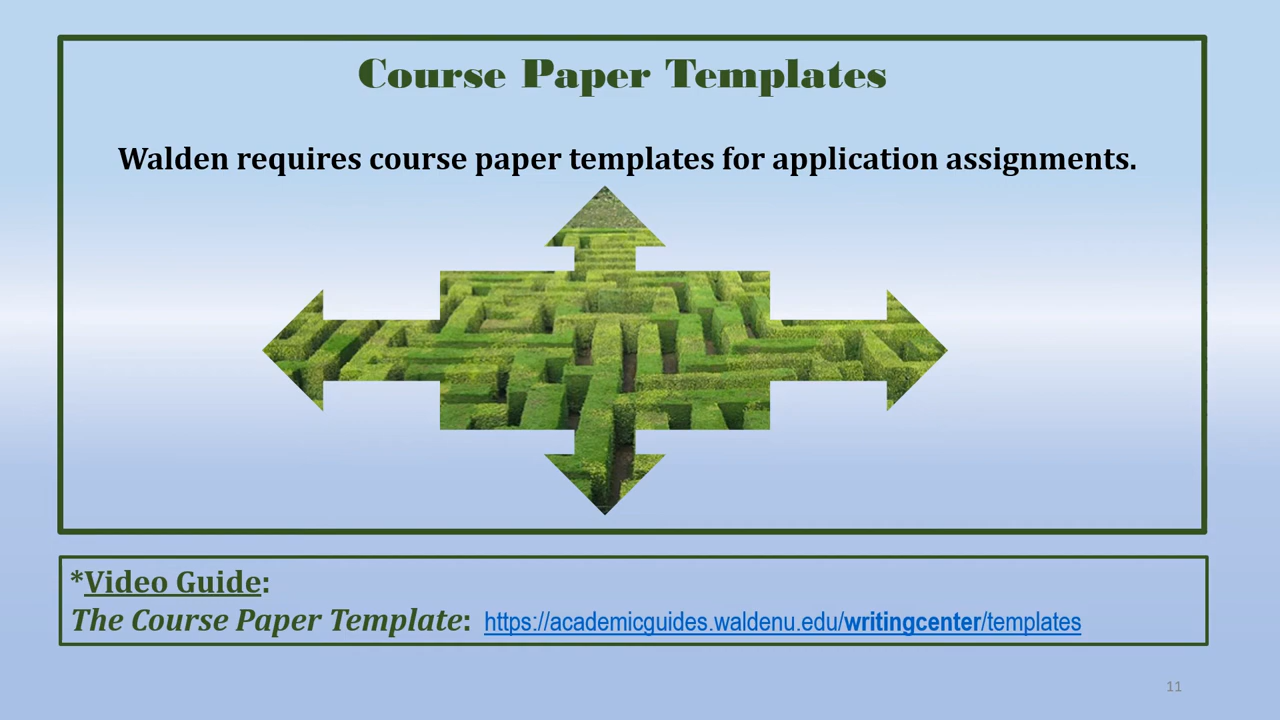 Course Paper Templates
Walden requires course paper templates for application assignments.
*Video Guide:
The Course Paper Template: https://academicguides.waldenu.edu/writingcenter/templates
11